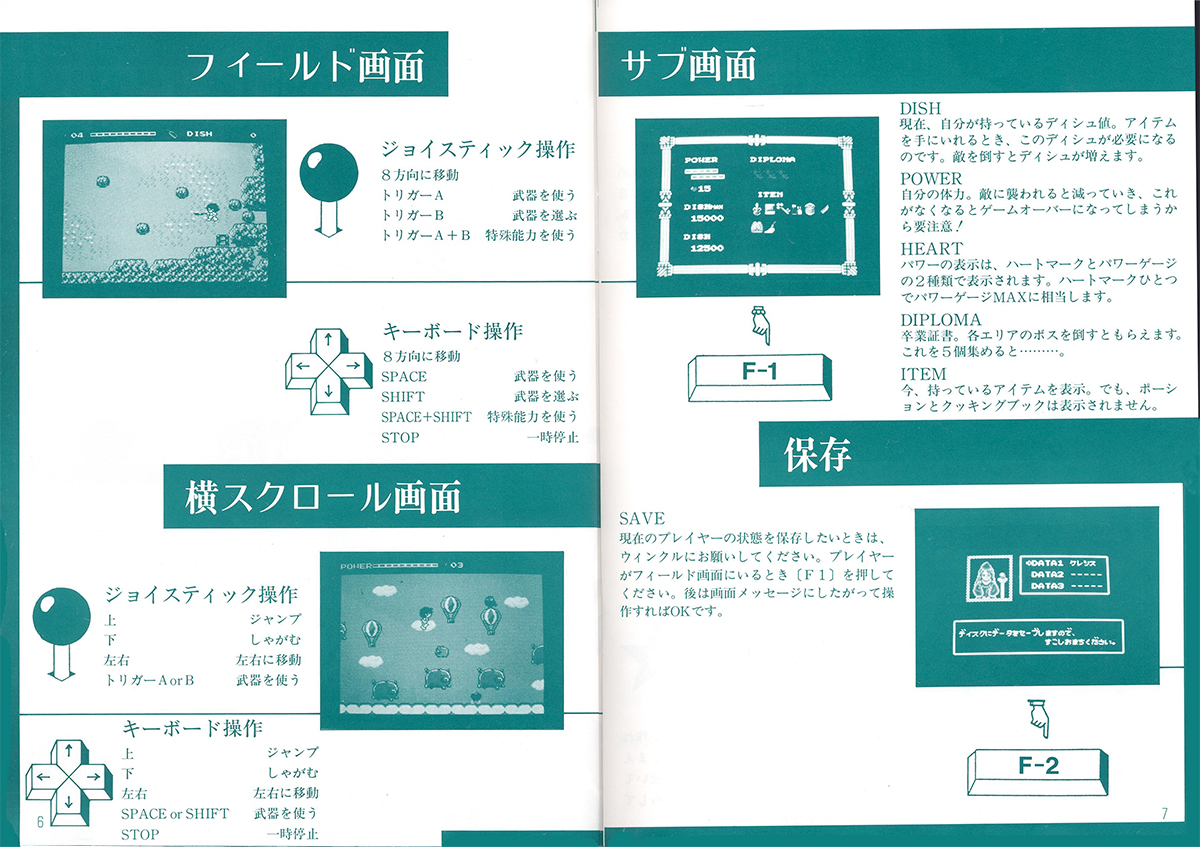 フィールド画面
04
DISH
0
ジョイスティック操作
8方向に移動
トリガーA 武器を使う
トリガーB 武器を選ぶ
トリガーA+B 特殊能力を使う
キーボード操作
8方向に移動
SPACE 武器を使う
SHIFT 武器を選ぶ
SPACE+SHIFT 特殊能力を使う
STOP 一時停止
横スクロール画面
ジョイスティック操作
上 ジャンプ
下 しゃがむ
左右 左右に移動
トリガーAorB 武器を使う
POWER 03
キーボード操作
上 ジャンプ
下 しゃがむ
左右 左右に移動
SPACE or SHIFT 武器を使う
STOP 一時停止
6
サブ画面
POWER DIPLOMA
15
ITEM
DISHMAX
15000
DISH
12500
F-1
DISH
現在、自分が持っているディシュ値。アイテム
を手にいれるとき、このディシュが必要になる
のです。敵を倒すとディシュが増えます。
POWER
自分の体力。敵に襲われると減っていき、これ
がなくなるとゲームオーバーになってしまうか
ら要注意!
HEART
パワーの表示は、ハートマークとパワーゲージ
の2種類で表示されます。ハートマークひとつ
でパワーゲージMAXに相当します。
DIPLOMA
卒業証書。各エリアのボスを倒すともらえます。
これを5個集めると………。
ITEM
今、持っているアイテムを表示。でも、ポーシ
ョンとクッキングブックは表示されません。
保存
SAVE
現在のプレイヤーの状態を保存したいときは、
ウィンクルにお願いしてください。プレイヤー
がフィールド画面にいるとき〔F1〕を押して
ください。後は画面メッセージにしたがって操
作すればOKです。
DATA1 クレシス
DATA2 -----
DATA3 -----
ディスクにデータをセーブしますので、
すこしおまちください。
F-2
7